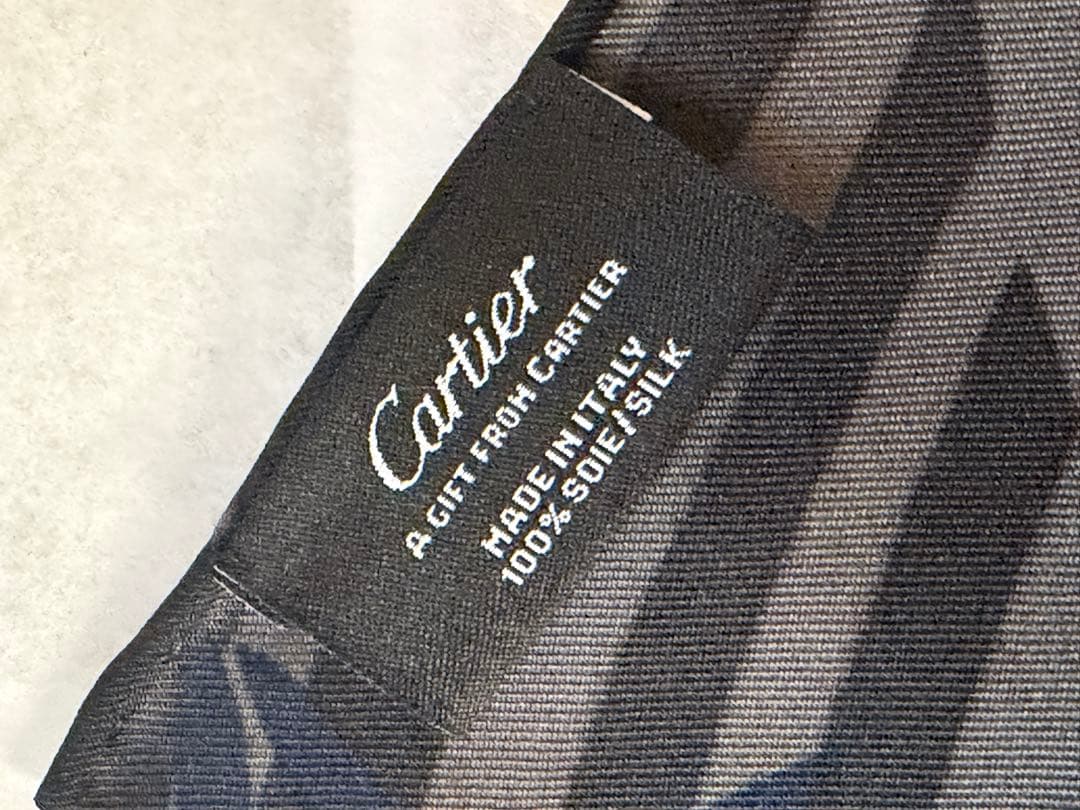 Cartier
A GIFT FROM CARTIER
MADE IN ITALY
100% SOIE/SILK